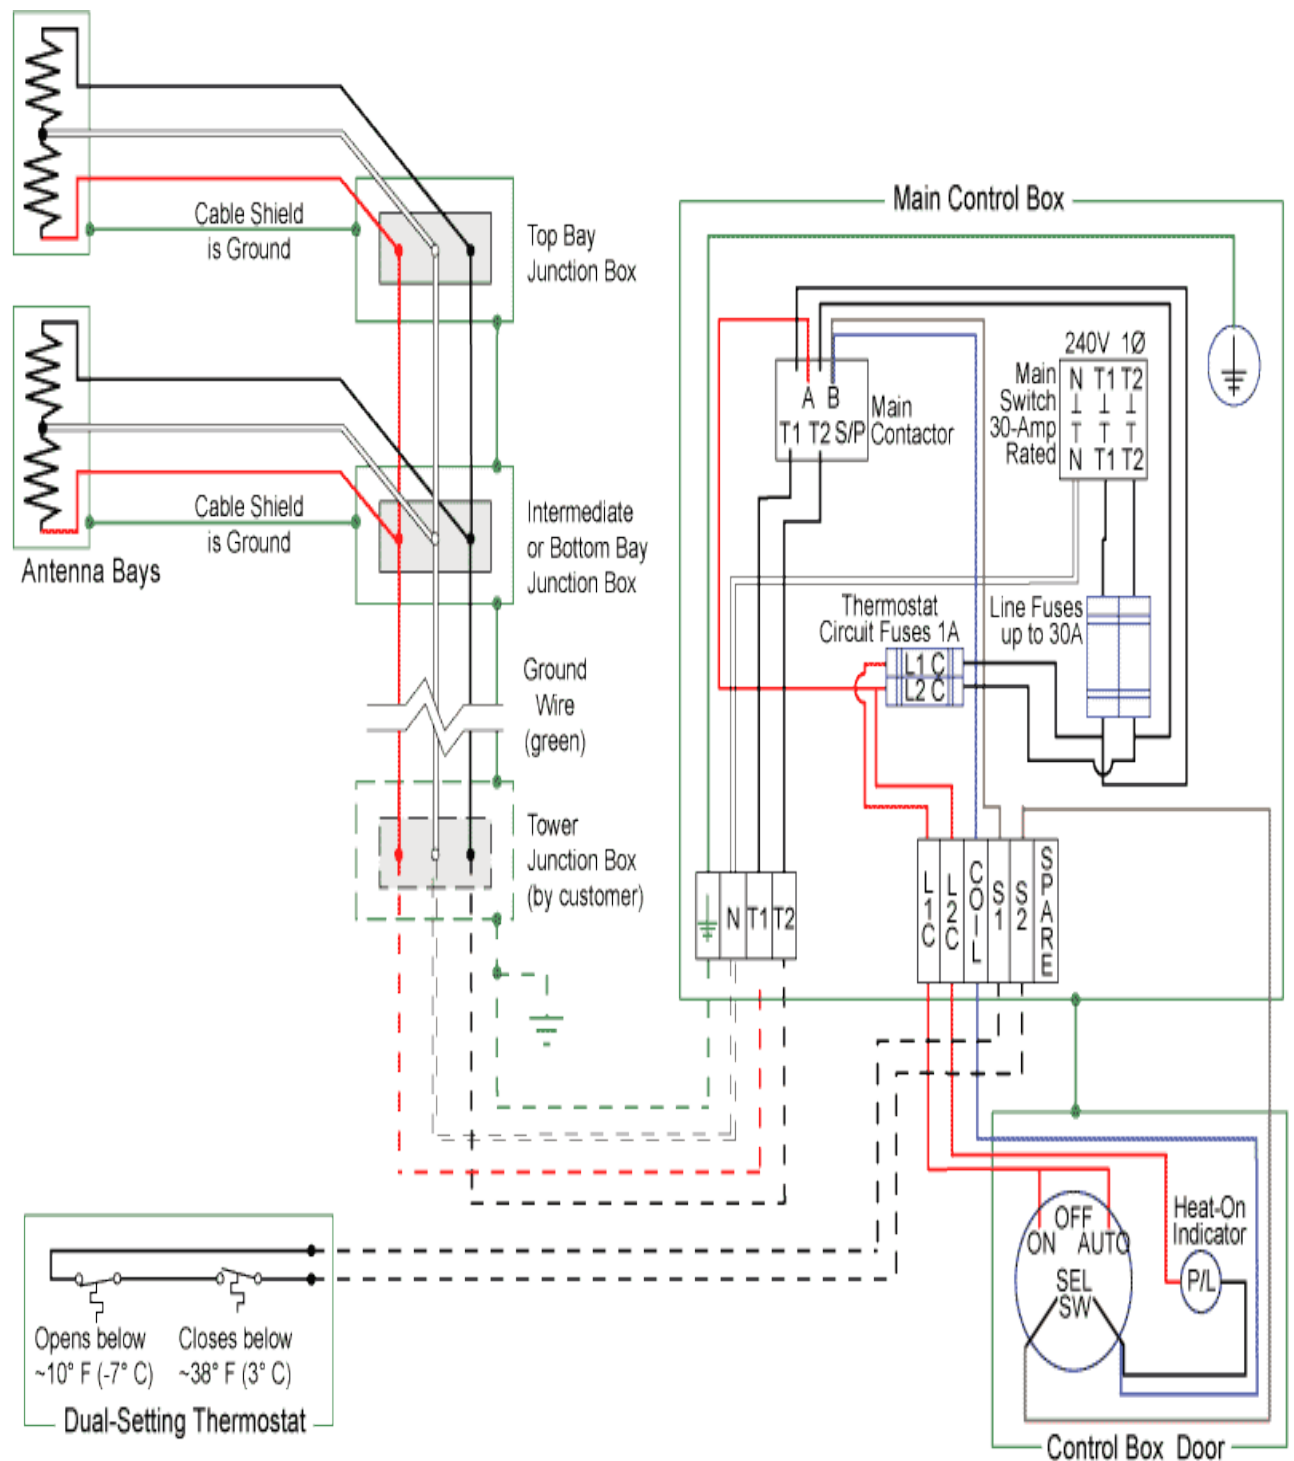 Cable Shield
is Ground
Top Bay
Junction Box
Cable Shield
is Ground
Antenna Bays
Intermediate
or Bottom Bay
Junction Box
Ground
Wire
(green)
Tower
Junction Box
(by customer)
Main Control Box
A B
T1 T2 S/P
Main
Contactor
240V 1Ø
Main
Switch
30-Amp
Rated
N T1 T2
N T1 T2
Thermostat
Circuit Fuses 1A
L1 C
L2 C
Line Fuses
up to 30A
N T1 T2
L1C
L2C
COIL
S1
S2
SPARE
OFF
ON AUTO
SEL
SW
Heat-On
Indicator
P/L
Control Box Door
Opens below
~10° F (-7° C)
Closes below
~38° F (3° C)
Dual-Setting Thermostat